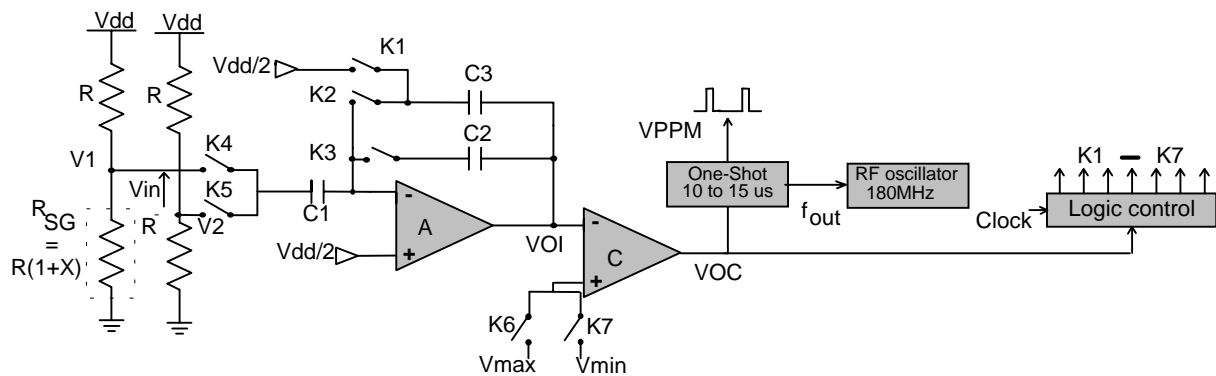 Vdd
Vdd
K1
Vdd/2
C3
R
R
K2
VPPM
C2
K3
V1
K4
K1 – K7
One-Shot
10 to 15 us
RF oscillator
180MHz
Vin
K5
C1
-
A
+
Clock
Logic control
fout
RSG
=
R(1+X)
R
V2
Vdd/2
VOI
-
C
+
VOC
K6
K7
Vmax
Vmin